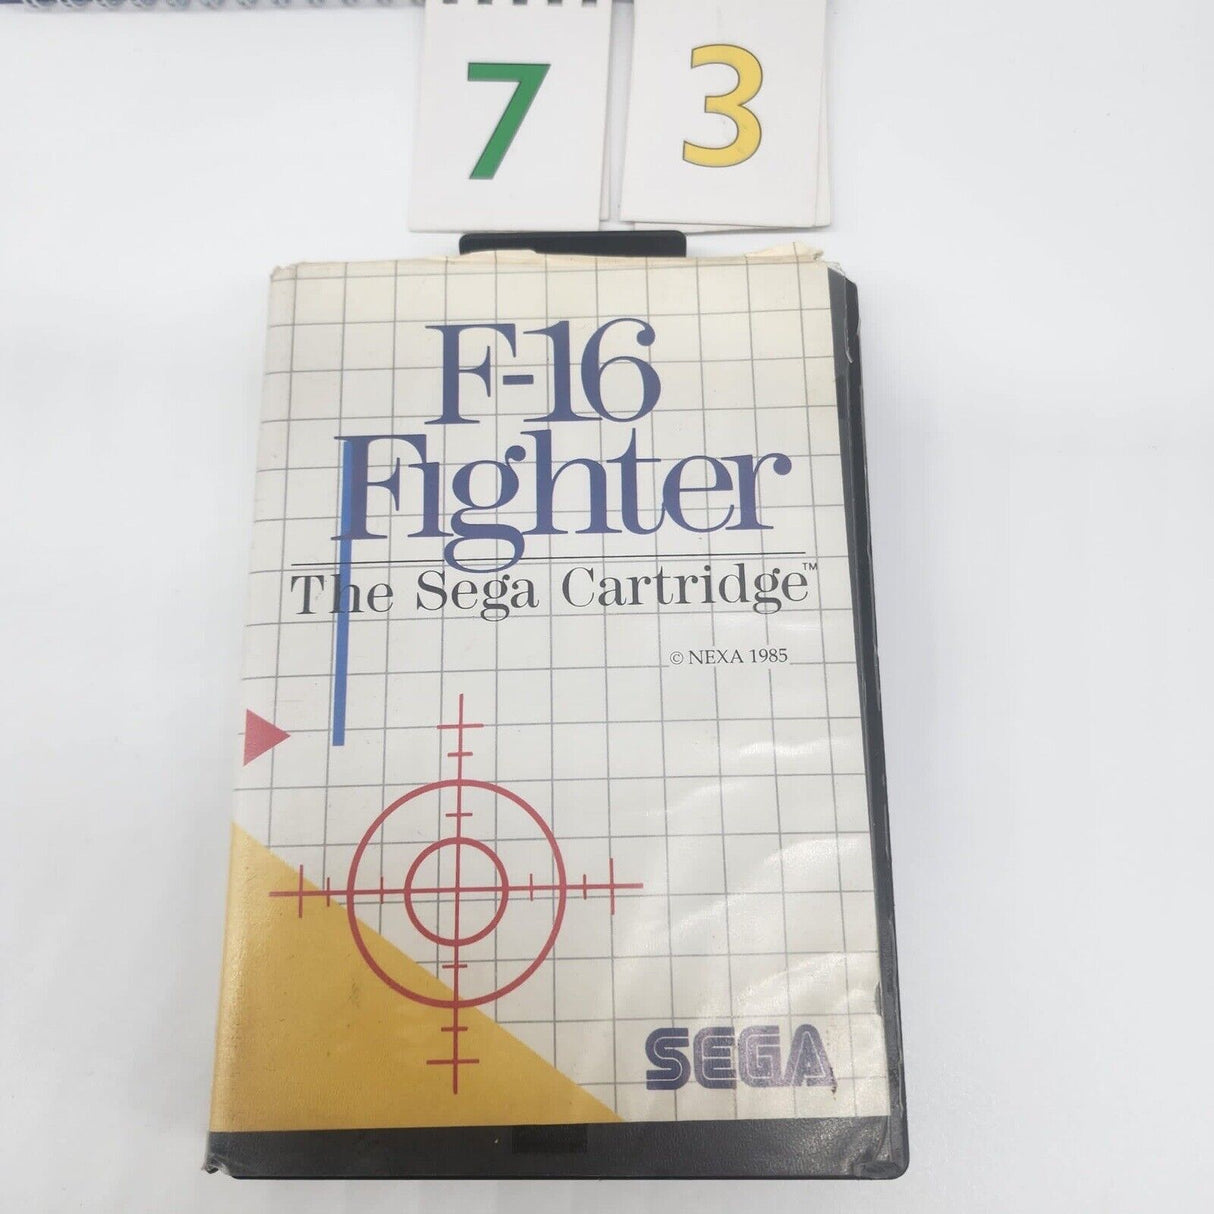 7 3
F-16
Fighter
The Sega Cartridge™
© NEXA 1985
SEGA